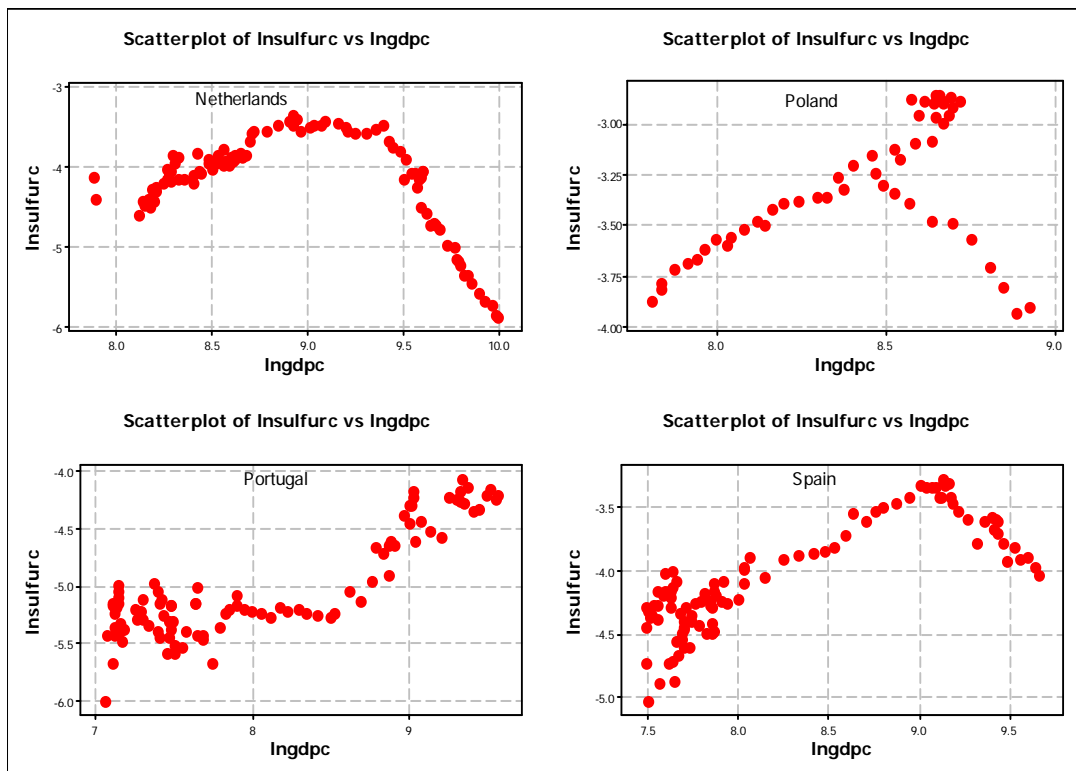 Scatterplot of lnsulfurc vs lngdpc
Netherlands
lnsulfurc
-3
-4
-5
-6
8.0 8.5 9.0 9.5 10.0
lngdpc
Scatterplot of lnsulfurc vs lngdpc
Poland
lnsulfurc
-3.00
-3.25
-3.50
-3.75
-4.00
8.0 8.5 9.0
lngdpc
Scatterplot of lnsulfurc vs lngdpc
Portugal
lnsulfurc
-4.0
-4.5
-5.0
-5.5
-6.0
7 8 9
lngdpc
Scatterplot of lnsulfurc vs lngdpc
Spain
lnsulfurc
-3.5
-4.0
-4.5
-5.0
7.5 8.0 8.5 9.0 9.5
lngdpc